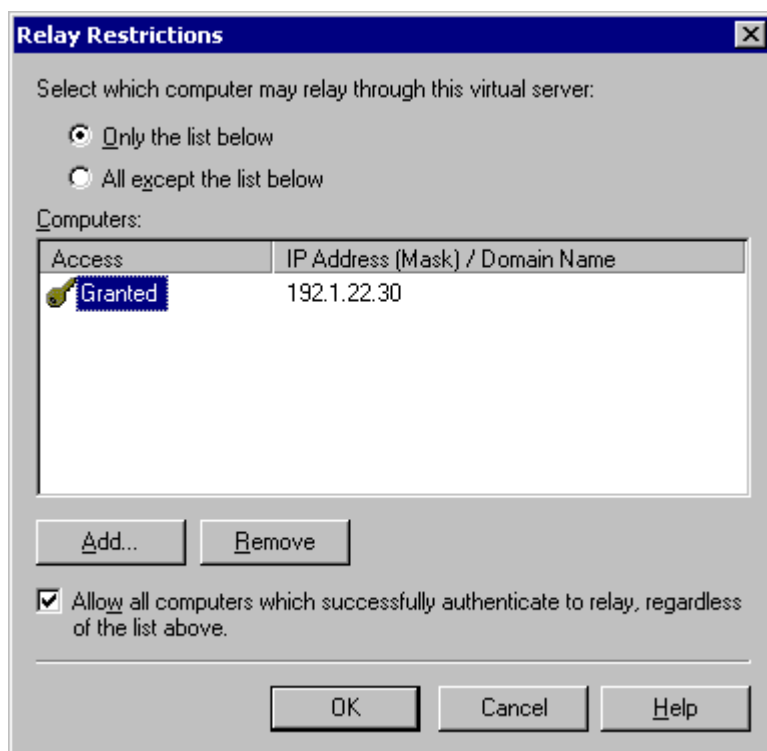 Relay Restrictions
Select which computer may relay through this virtual server:
Only the list below
All except the list below
Computers:
Access IP Address (Mask) / Domain Name
Granted 192.1.22.30
Add... Remove
Allow all computers which successfully authenticate to relay, regardless
of the list above.
OK Cancel Help